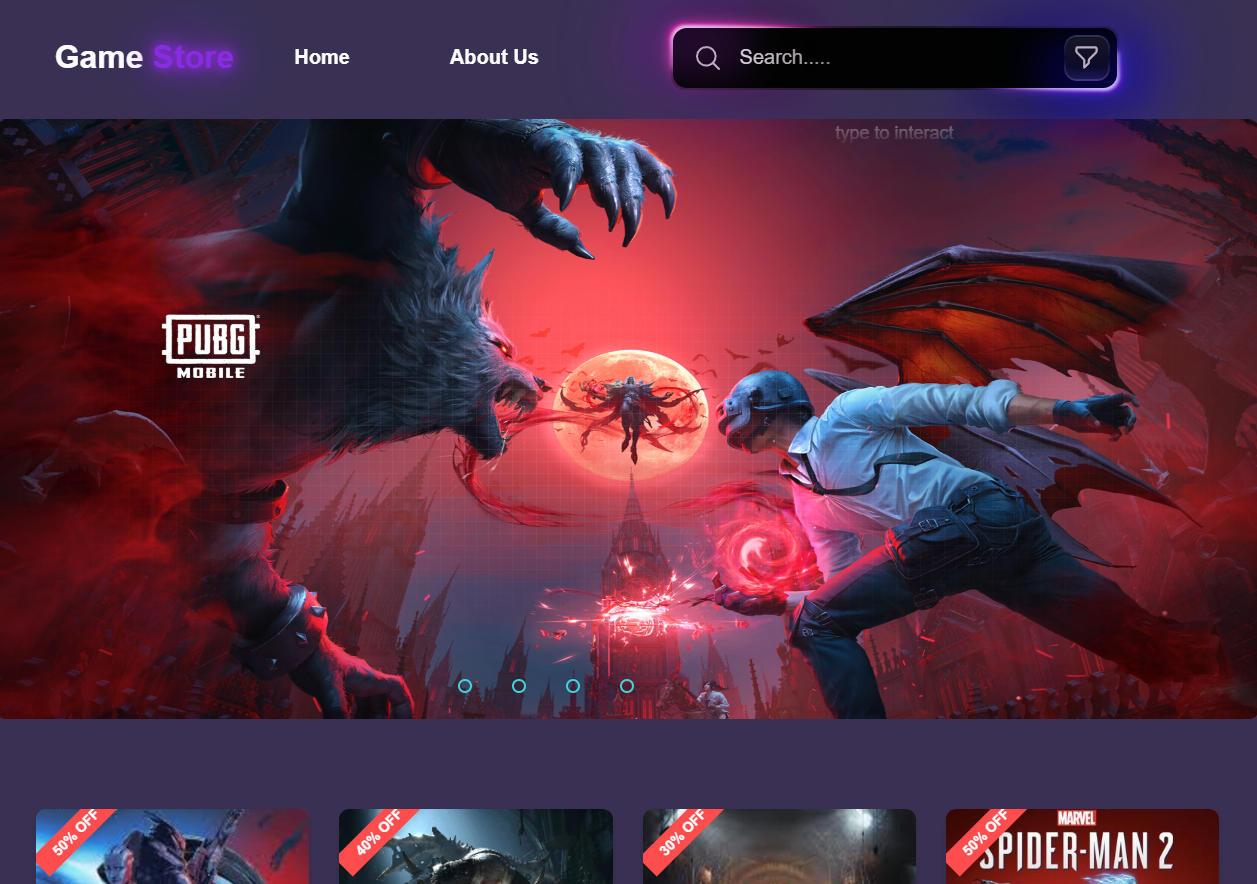 Game Store
Home
About Us
Search.....
type to interact
PUBG
MOBILE
50% OFF
40% OFF
30% OFF
50% OFF
MARVEL
SPIDER-MAN 2